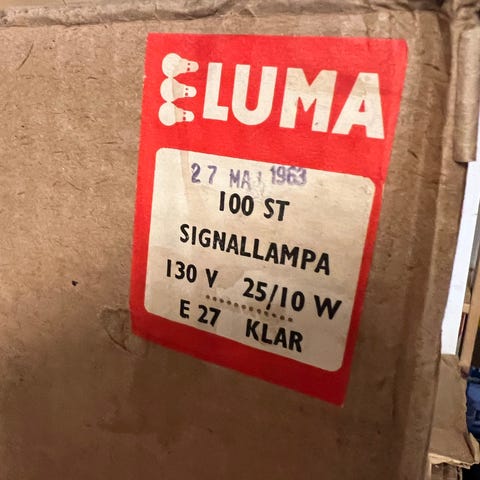 LUMA
27 MAJ 1963
100 ST
SIGNALLAMPA
130 V 25/10 W
E 27 KLAR